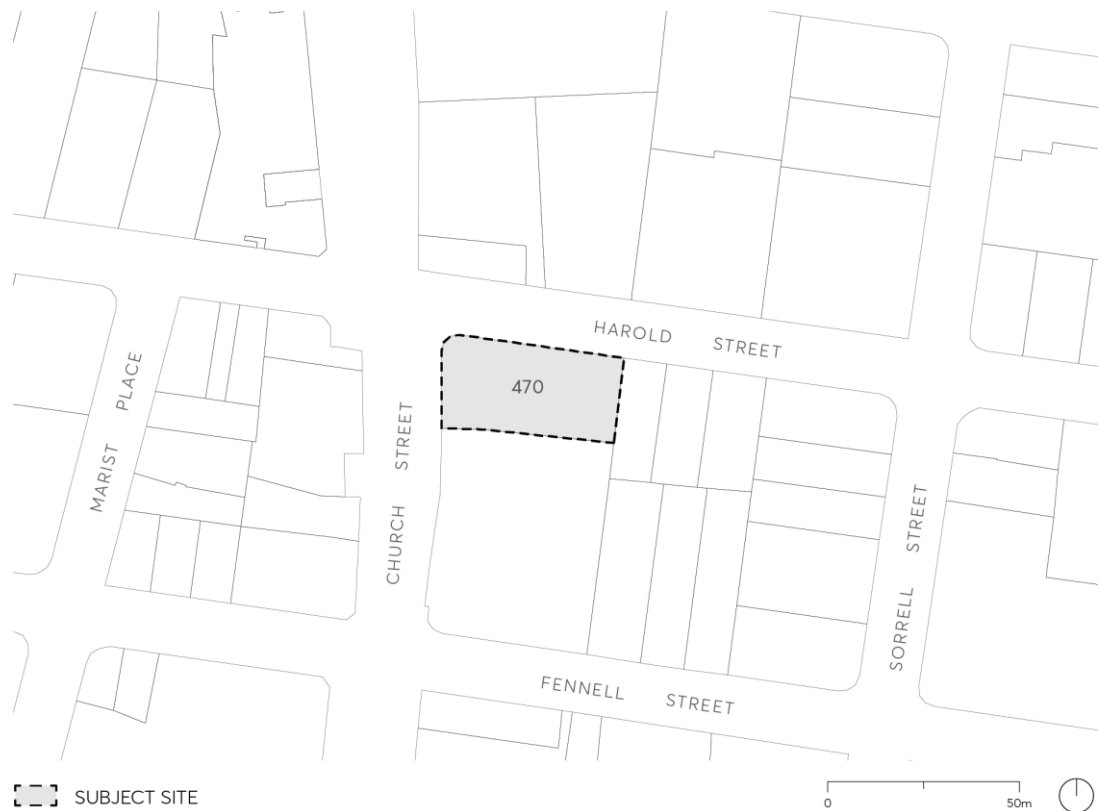 HAROLD STREET
470
MARIST PLACE
CHURCH STREET
SORRELL STREET
FENNELL STREET
SUBJECT SITE
0 50m